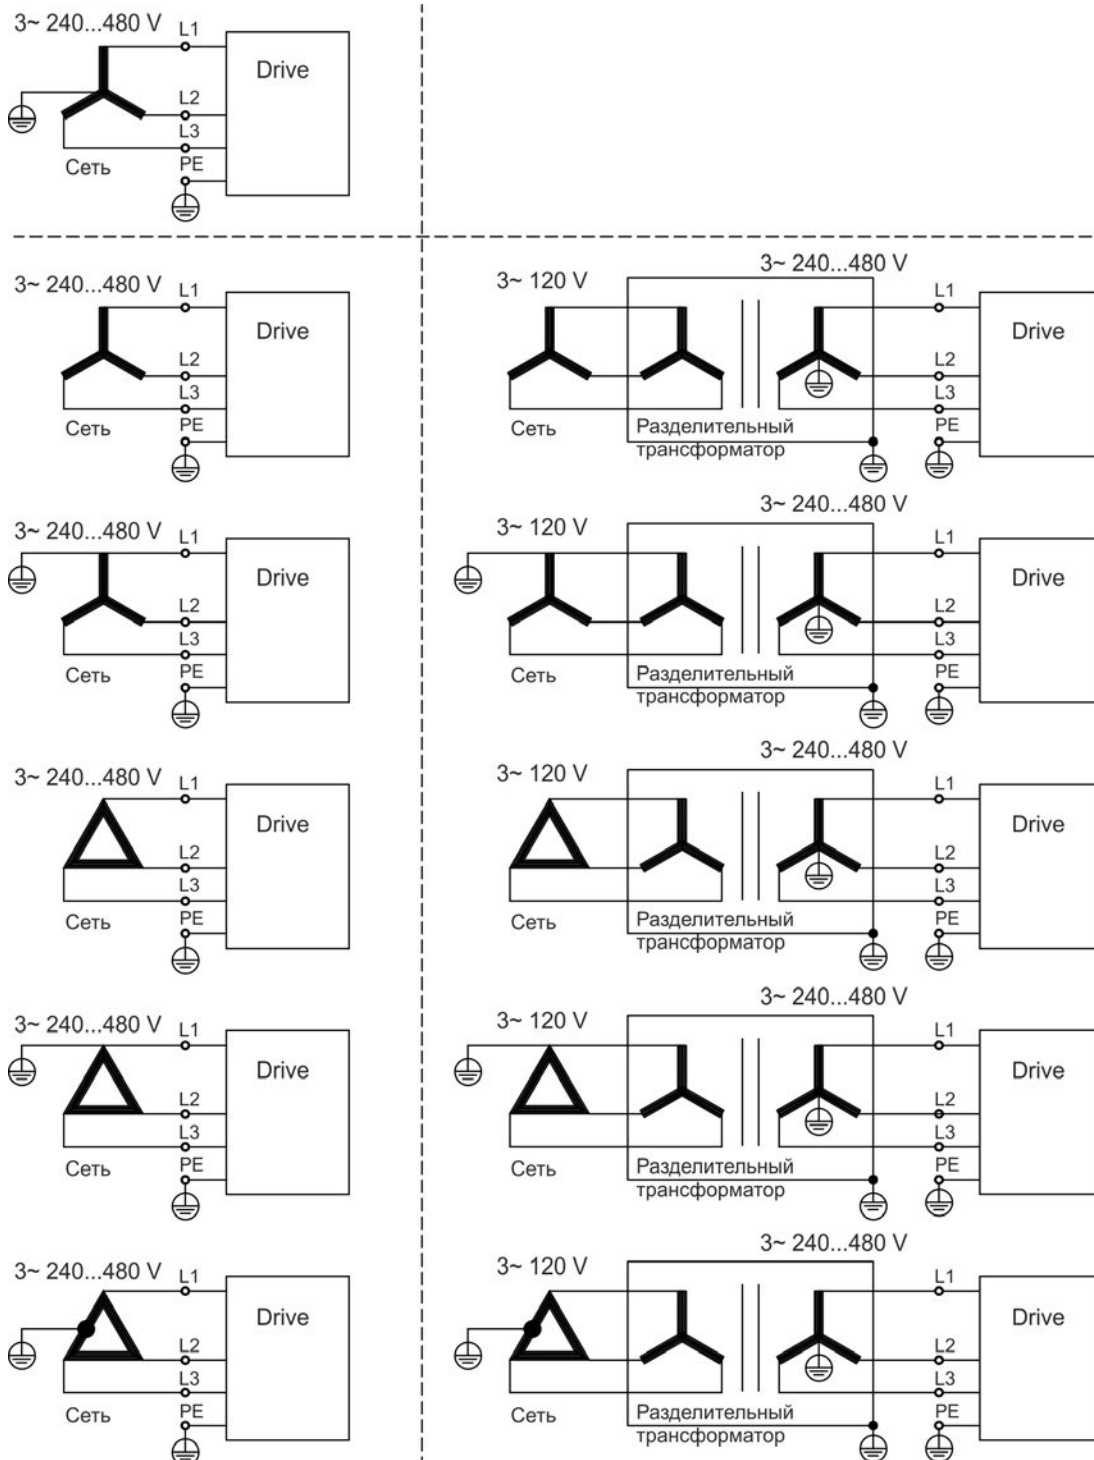 3~ 240...480 V
L1
Drive
L2
L3
PE
Сеть
3~ 240...480 V
L1
Drive
L2
L3
PE
Сеть
3~ 120 V
3~ 240...480 V
L1
Drive
L2
L3
PE
Сеть
Разделительный
трансформатор
3~ 240...480 V
L1
Drive
L2
L3
PE
Сеть
3~ 120 V
3~ 240...480 V
L1
Drive
L2
L3
PE
Сеть
Разделительный
трансформатор
3~ 240...480 V
L1
Drive
L2
L3
PE
Сеть
3~ 120 V
3~ 240...480 V
L1
Drive
L2
L3
PE
Сеть
Разделительный
трансформатор
3~ 240...480 V
L1
Drive
L2
L3
PE
Сеть
3~ 120 V
3~ 240...480 V
L1
Drive
L2
L3
PE
Сеть
Разделительный
трансформатор
3~ 240...480 V
L1
Drive
L2
L3
PE
Сеть
3~ 120 V
3~ 240...480 V
L1
Drive
L2
L3
PE
Сеть
Разделительный
трансформатор